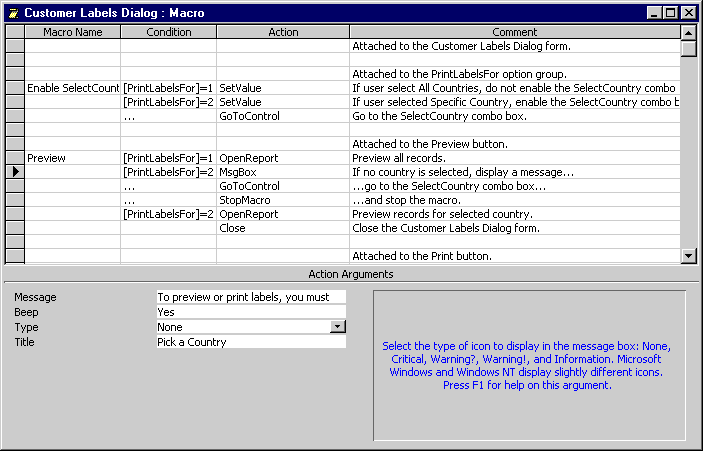 Customer Labels Dialog : Macro
Macro Name Condition Action Comment
Attached to the Customer Labels Dialog form.
Attached to the PrintLabelsFor option group.
Enable SelectCount [PrintLabelsFor]=1 SetValue If user select All Countries, do not enable the SelectCountry combo
[PrintLabelsFor]=2 SetValue If user selected Specific Country, enable the SelectCountry combo b
... GoToControl Go to the SelectCountry combo box.
Attached to the Preview button.
Preview [PrintLabelsFor]=1 OpenReport Preview all records.
[PrintLabelsFor]=2 MsgBox If no country is selected, display a message...
... GoToControl ...go to the SelectCountry combo box...
... StopMacro ...and stop the macro.
[PrintLabelsFor]=2 OpenReport Preview records for selected country.
Close Close the Customer Labels Dialog form.
Attached to the Print button.
Action Arguments
Message To preview or print labels, you must
Beep Yes
Type None
Title Pick a Country
Select the type of icon to display in the message box: None,
Critical, Warning?, Warning!, and Information. Microsoft
Windows and Windows NT display slightly different icons.
Press F1 for help on this argument.